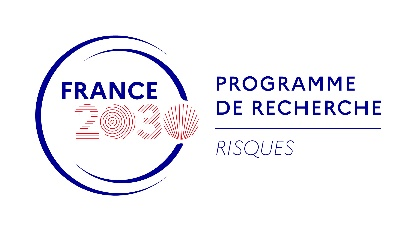 FRANCE
2030
PROGRAMME
DE RECHERCHE
RISQUES